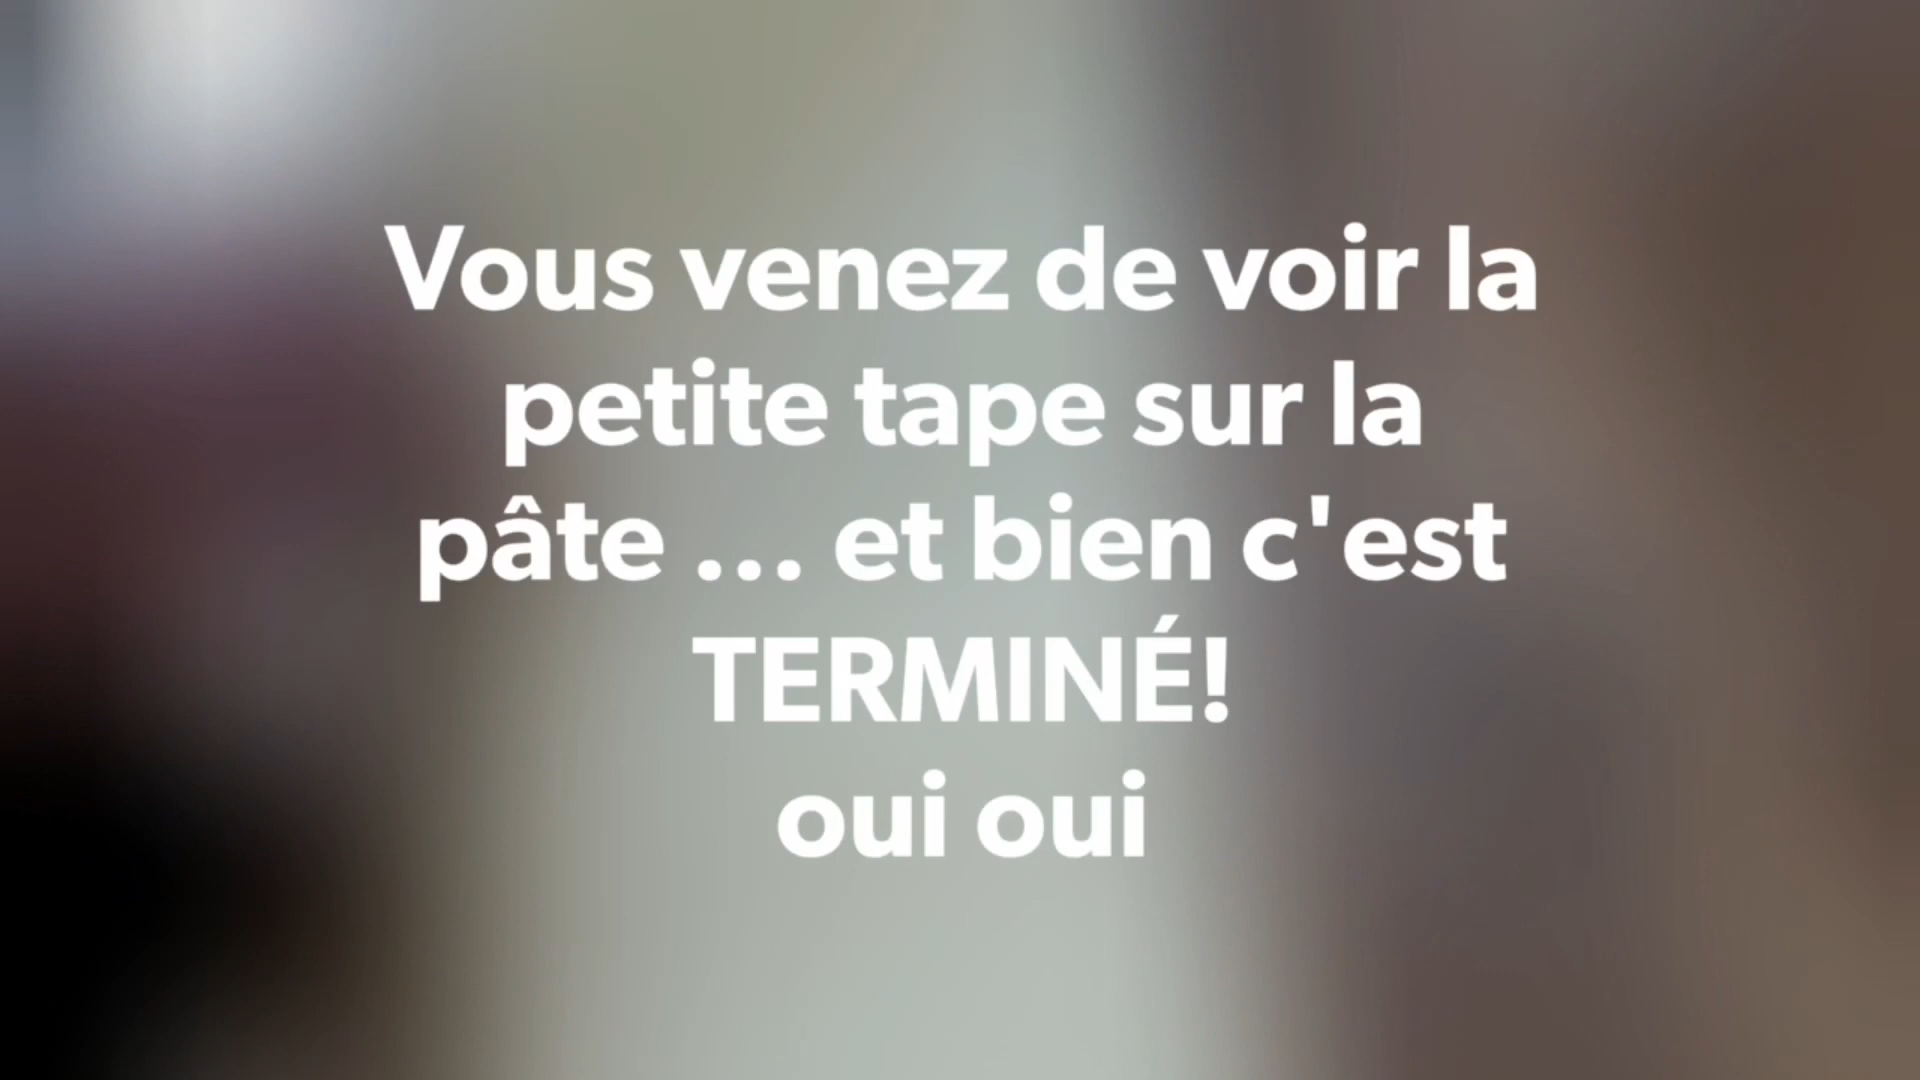 Vous venez de voir la
petite tape sur la
pâte ... et bien c'est
TERMINÉ!
oui oui